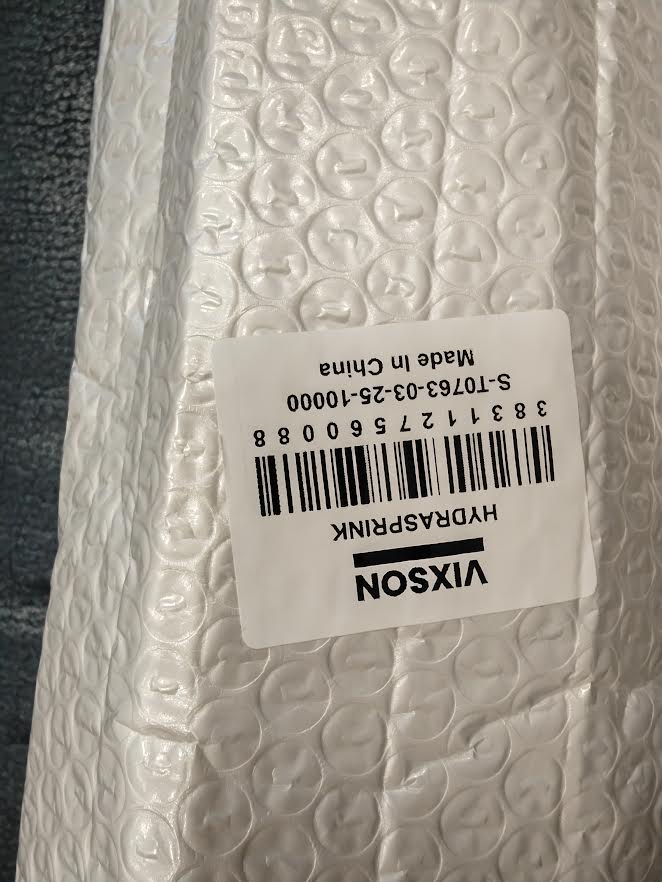 VIXSON
HYDRASPRINK
3831127560088
S-T0763-03-25-10000
Made In China